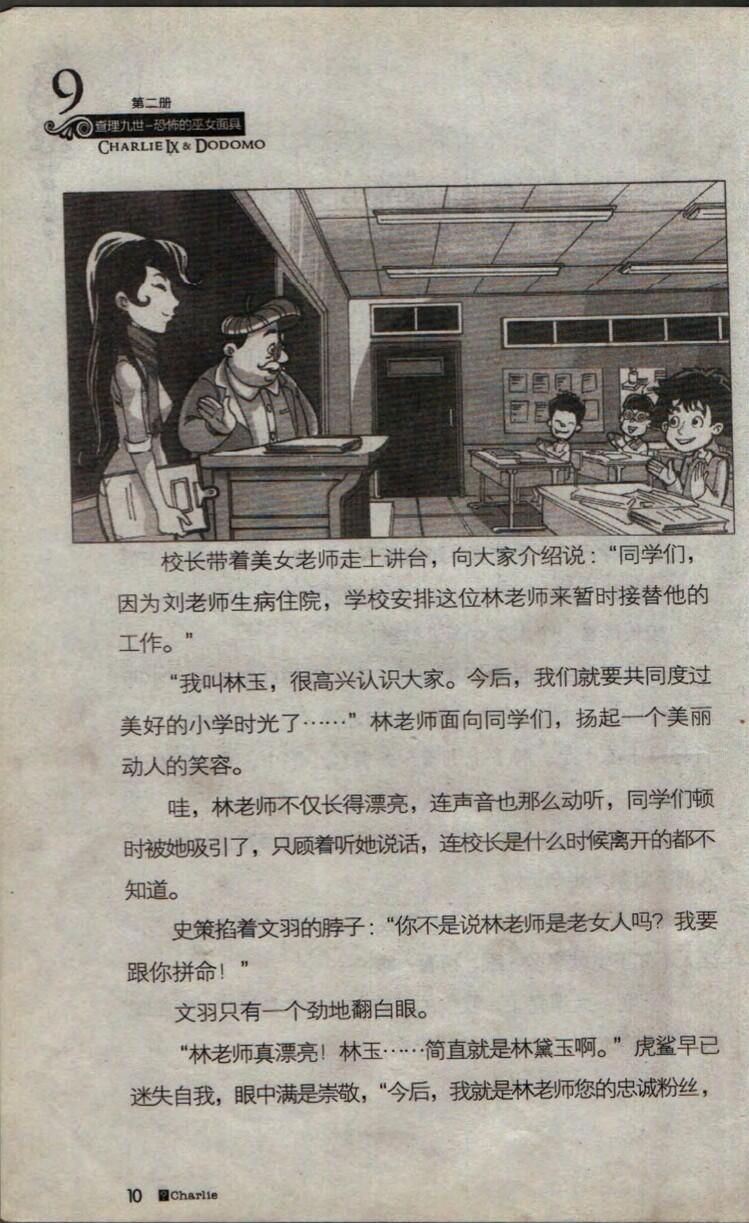 9
第二册
查理九世-恐怖的巫女面具
CHARLIE IX & DODOMO
校长带着美女老师走上讲台，向大家介绍说：“同学们，
因为刘老师生病住院，学校安排这位林老师来暂时接替他的
工作。”
“我叫林玉，很高兴认识大家。今后，我们就要共同度过
美好的小学时光了……”林老师面向同学们，扬起一个美丽
动人的笑容。
哇，林老师不仅长得漂亮，连声音也那么动听，同学们顿
时被她吸引了，只顾着听她说话，连校长是什么时候离开的都不
知道。
史策掐着文羽的脖子：“你不是说林老师是老女人吗？我要
跟你拼命！”
文羽只有一个劲地翻白眼。
“林老师真漂亮！林玉……简直就是林黛玉啊。”虎鲨早已
迷失自我，眼中满是崇敬，“今后，我就是林老师您的忠诚粉丝，
10 ?Charlie